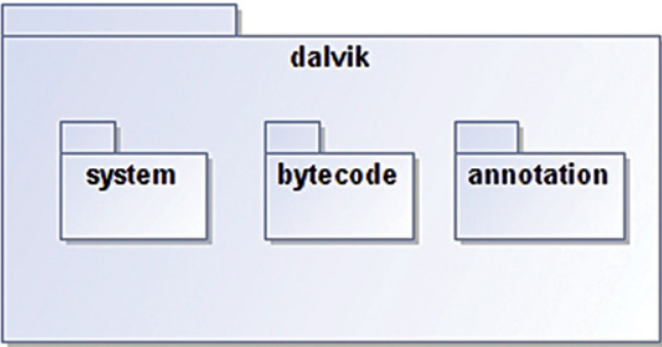 dalvik
system
bytecode
annotation